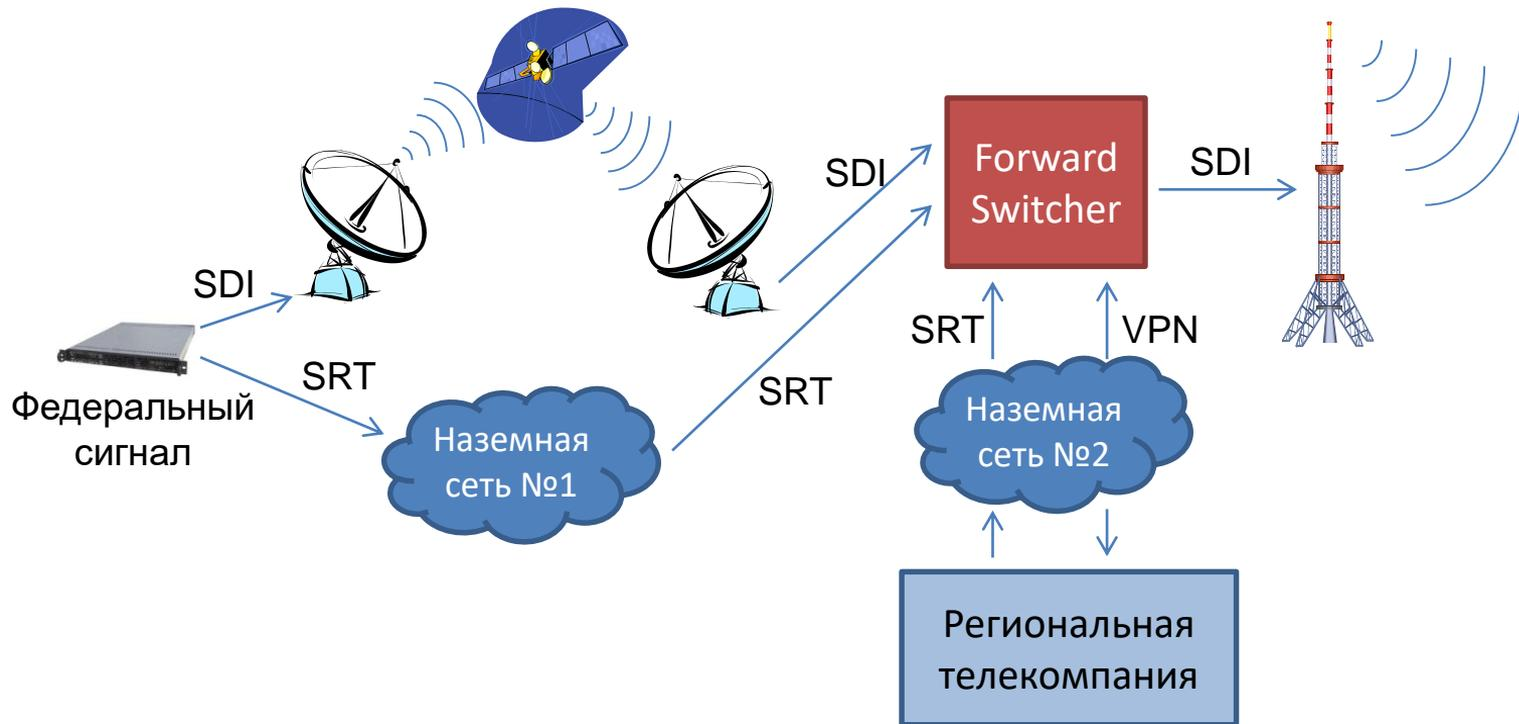 SDI
Федеральный
сигнал
SRT
Наземная
сеть №1
SDI
SRT
Forward
Switcher
SDI
SRT
VPN
Наземная
сеть №2
Региональная
телекомпания